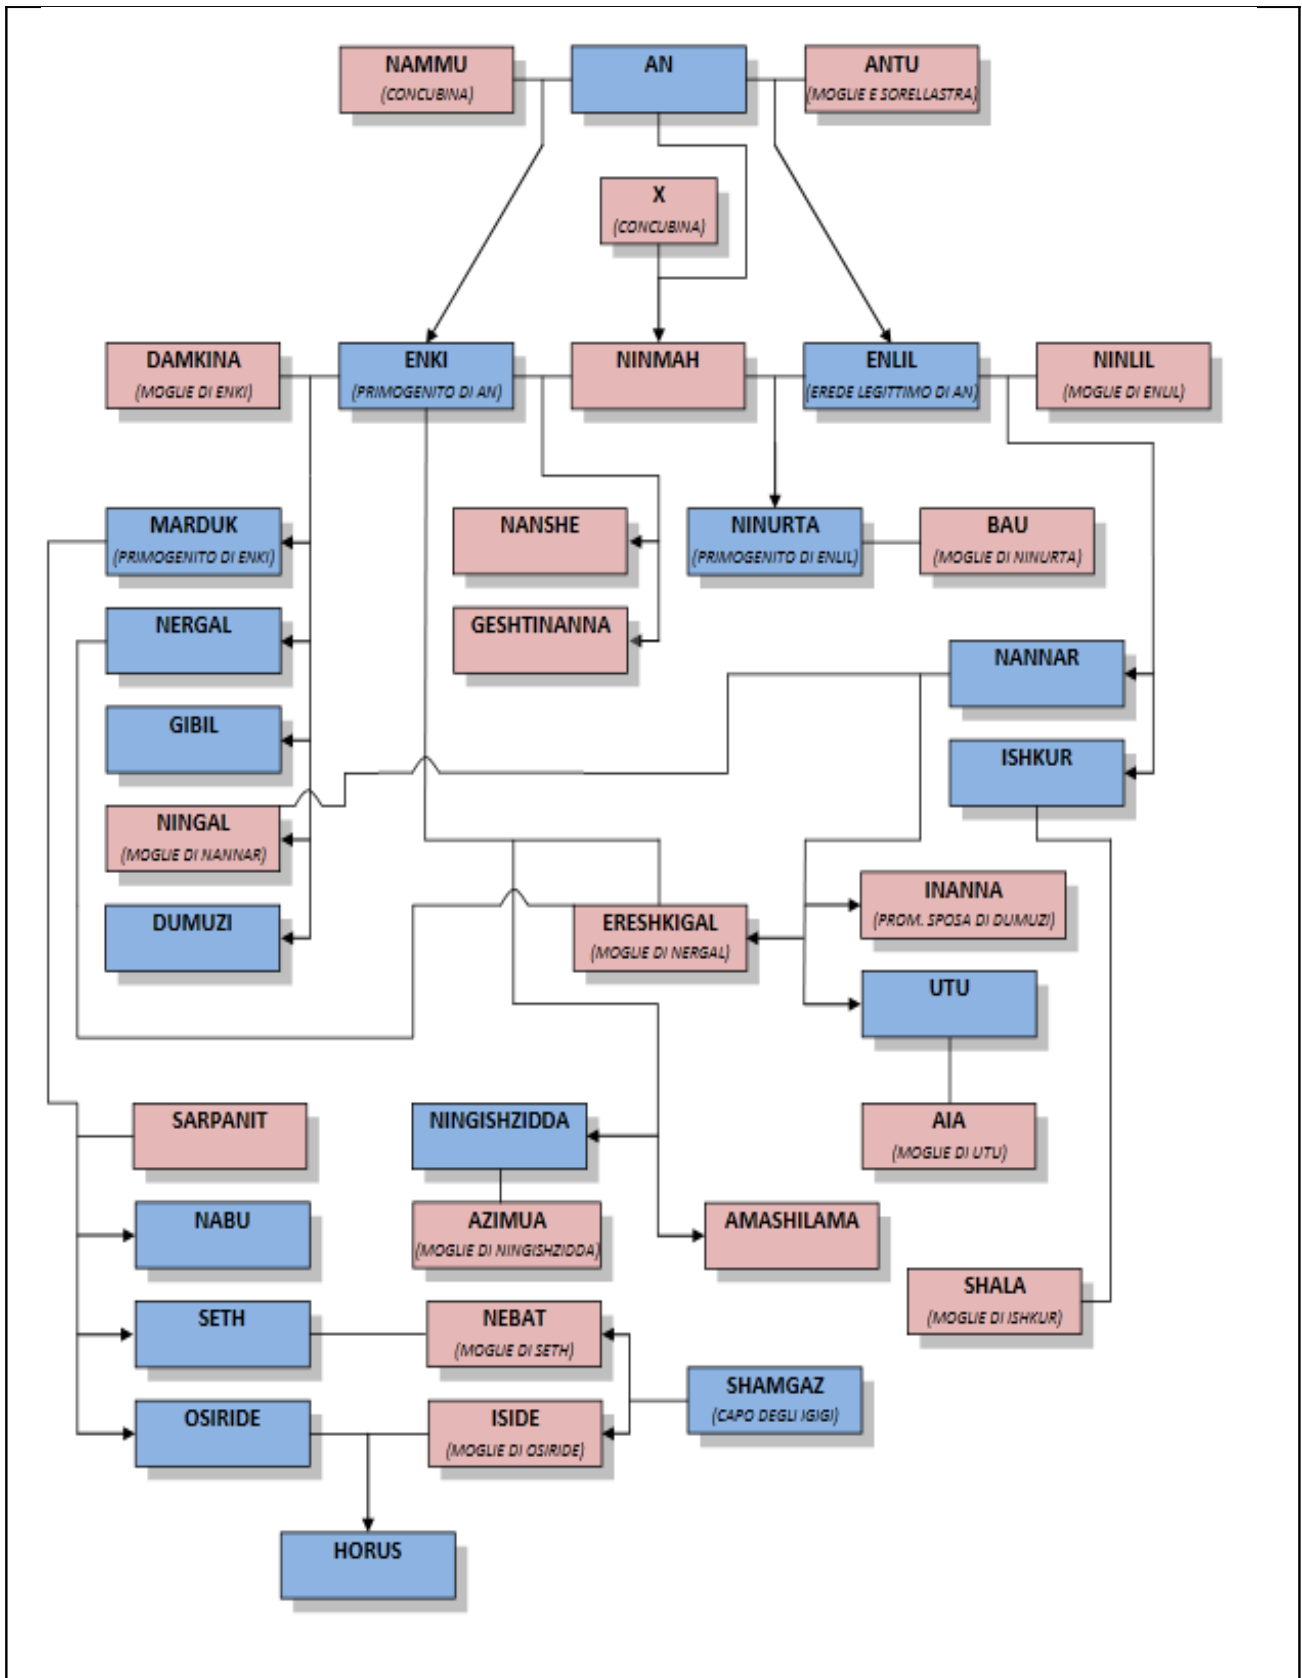 NAMMU
(CONCUBINA)
AN
ANTU
(MOGLIE E SORELLASTRA)
X
(CONCUBINA)
DAMKINA
(MOGLIE DI ENKI)
ENKI
(PRIMOGENITO DI AN)
NINMAH
ENLIL
(EREDE LEGITTIMO DI AN)
NINLIL
(MOGLIE DI ENLIL)
MARDUK
(PRIMOGENITO DI ENKI)
NANSHE
NINURTA
(PRIMOGENITO DI ENLIL)
BAU
(MOGLIE DI NINURTA)
NERGAL
GESHTINANNA
NANNAR
GIBIL
ISHKUR
NINGAL
(MOGLIE DI NANNAR)
DUMUZI
ERESHKIGAL
(MOGLIE DI NERGAL)
INANNA
(PROM. SPOSA DI DUMUZI)
UTU
SARPANIT
NINGISHZIDDA
AIA
(MOGLIE DI UTU)
NABU
AZIMUA
(MOGLIE DI NINGISHZIDDA)
AMASHILAMA
SHALA
(MOGLIE DI ISHKUR)
SETH
NEBAT
(MOGLIE DI SETH)
SHAMGAZ
(CAPO DEGLI IGIGI)
OSIRIDE
ISIDE
(MOGLIE DI OSIRIDE)
HORUS